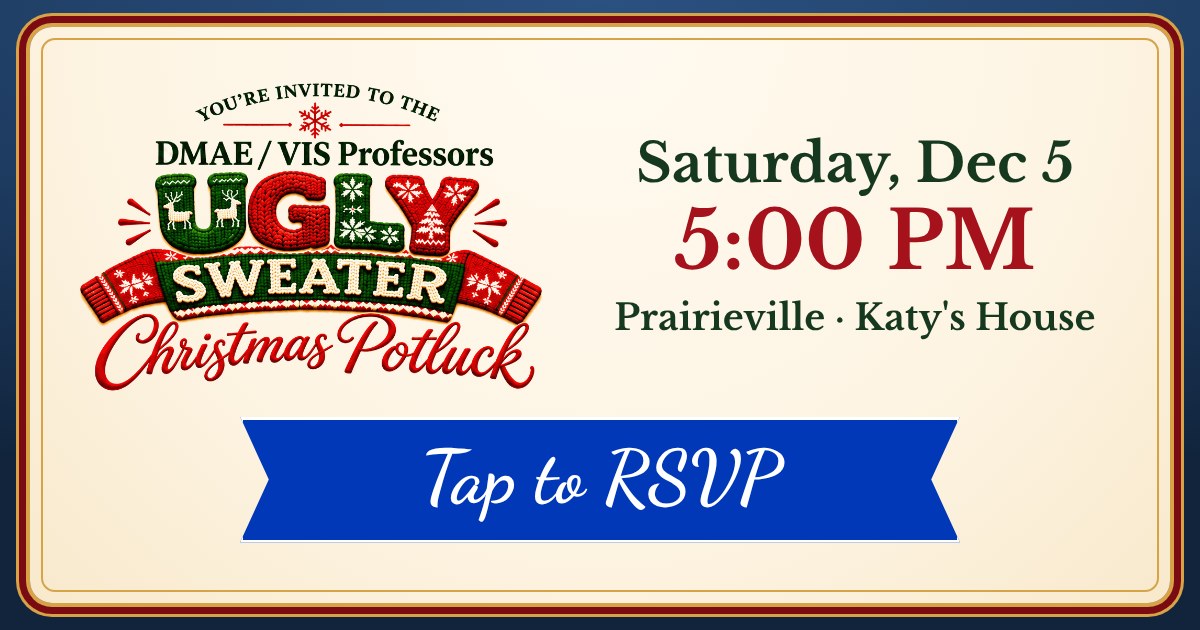 YOU'RE INVITED TO THE
DMAE / VIS Professors
UGLY
SWEATER
Christmas Potluck
Saturday, Dec 5
5:00 PM
Prairieville · Katy's House
Tap to RSVP